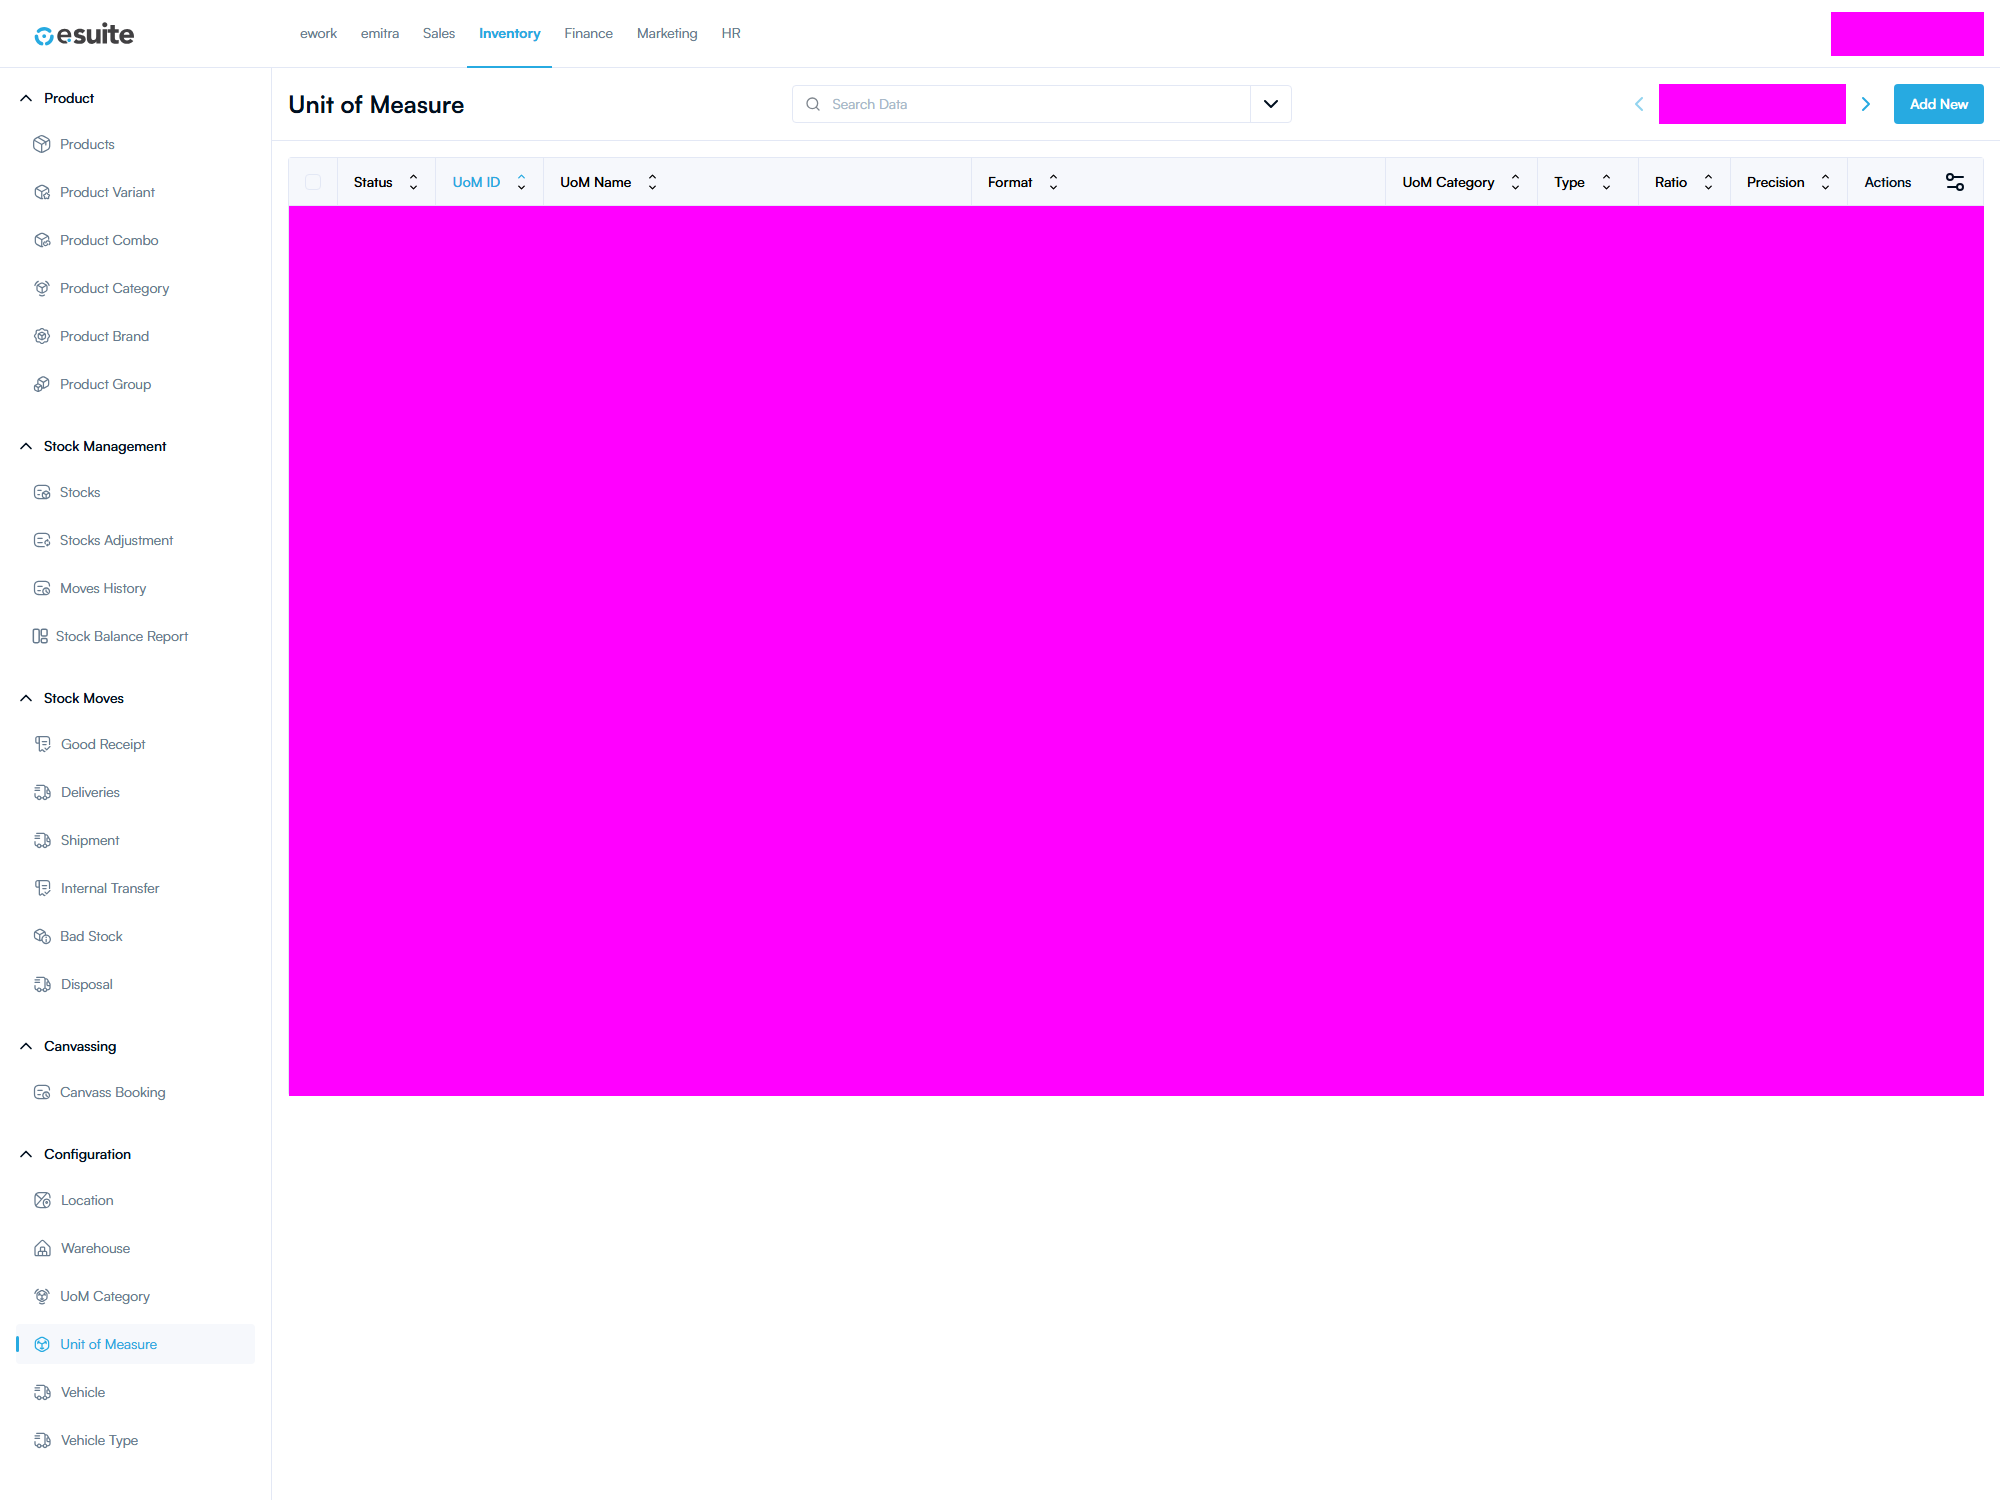 esuite
ework emitra Sales Inventory Finance Marketing HR
Product
Products
Product Variant
Product Combo
Product Category
Product Brand
Product Group
Stock Management
Stocks
Stocks Adjustment
Moves History
Stock Balance Report
Stock Moves
Good Receipt
Deliveries
Shipment
Internal Transfer
Bad Stock
Disposal
Canvassing
Canvass Booking
Configuration
Location
Warehouse
UoM Category
Unit of Measure
Vehicle
Vehicle Type
Unit of Measure
Search Data
Add New
Status UoM ID UoM Name Format UoM Category Type Ratio Precision Actions